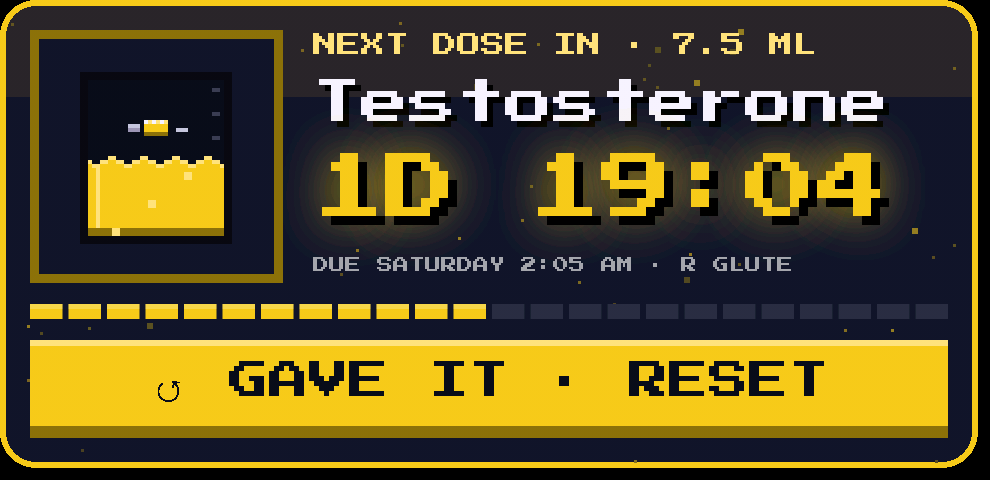 NEXT DOSE IN · 7.5 ML
Testosterone
1D 19:04
DUE SATURDAY 2:05 AM · R GLUTE
↺ GAVE IT · RESET